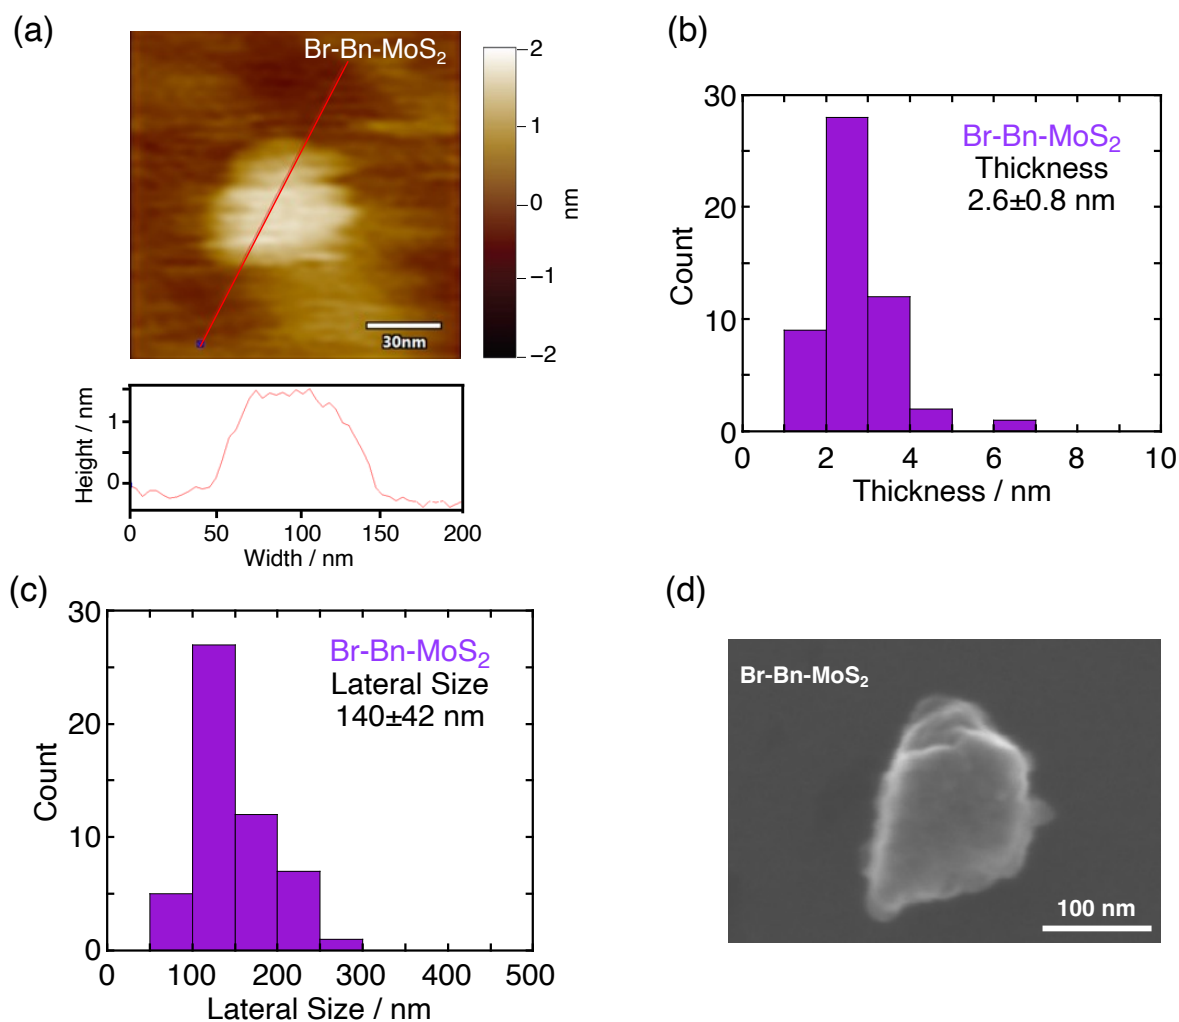 (a)
Br-Bn-MoS₂
2
1
0
−1
−2
nm
30nm
Height / nm
1
0
0 50 100 150 200
Width / nm
(b)
30
20
10
0
Count
Br-Bn-MoS₂
Thickness
2.6±0.8 nm
0 2 4 6 8 10
Thickness / nm
(c)
30
20
10
0
Count
Br-Bn-MoS₂
Lateral Size
140±42 nm
0 100 200 300 400 500
Lateral Size / nm
(d)
Br-Bn-MoS₂
100 nm